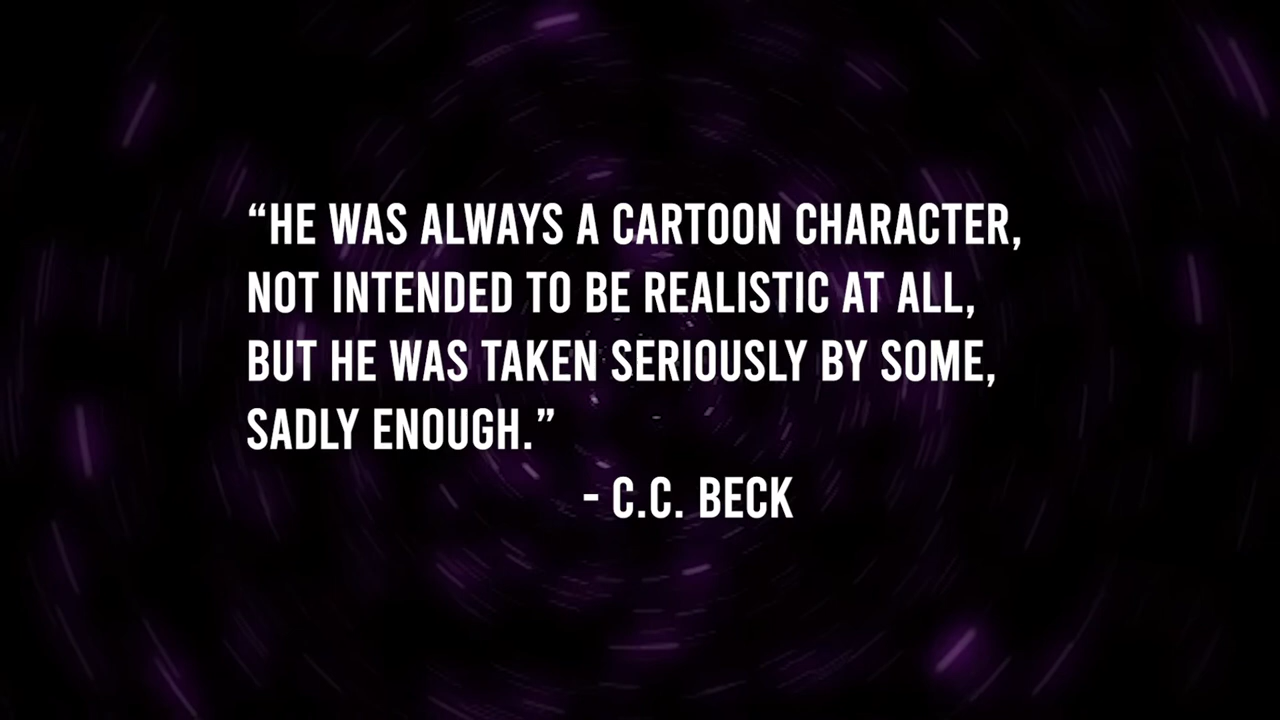 “HE WAS ALWAYS A CARTOON CHARACTER,
NOT INTENDED TO BE REALISTIC AT ALL,
BUT HE WAS TAKEN SERIOUSLY BY SOME,
SADLY ENOUGH.”
- C.C. BECK